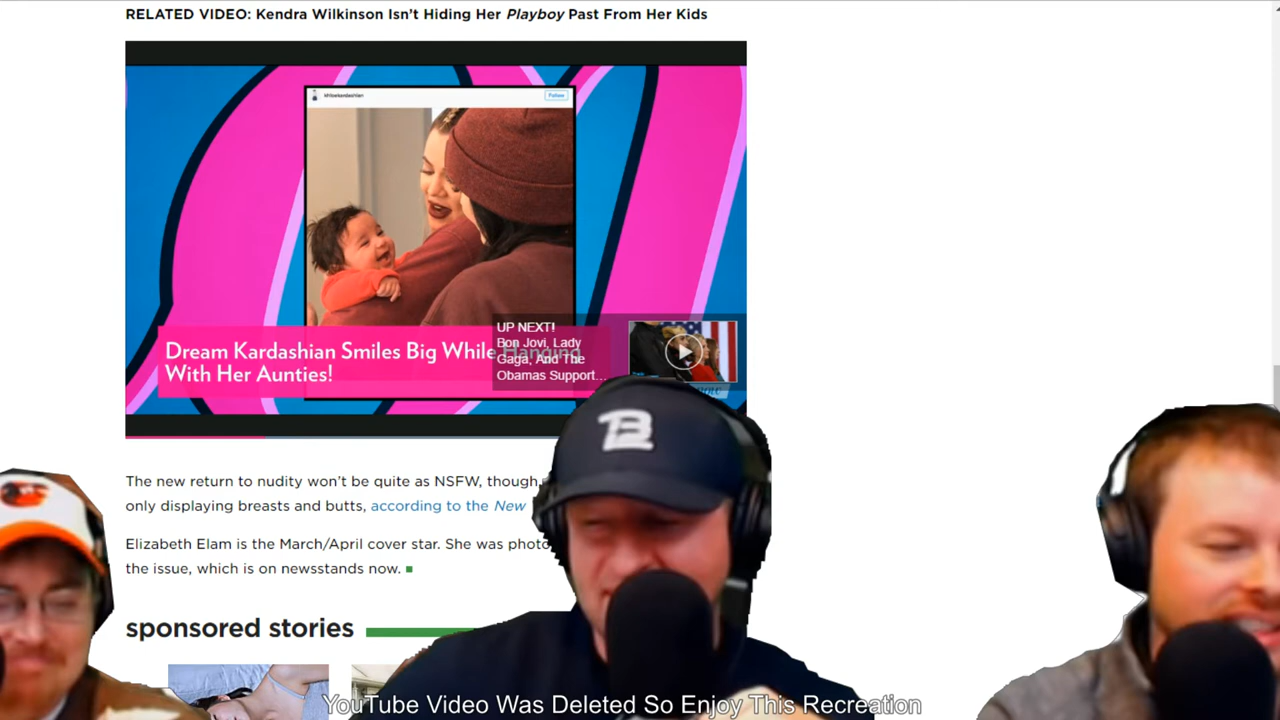 RELATED VIDEO: Kendra Wilkinson Isn't Hiding Her Playboy Past From Her Kids
khloekardashian
Follow
Dream Kardashian Smiles Big While Hanging
With Her Aunties!
UP NEXT!
Bon Jovi, Lady
Gaga, And The
Obamas Support...
The new return to nudity won't be quite as NSFW, though,
only displaying breasts and butts, according to the New
Elizabeth Elam is the March/April cover star. She was photo
the issue, which is on newsstands now.
sponsored stories
YouTube Video Was Deleted So Enjoy This Recreation